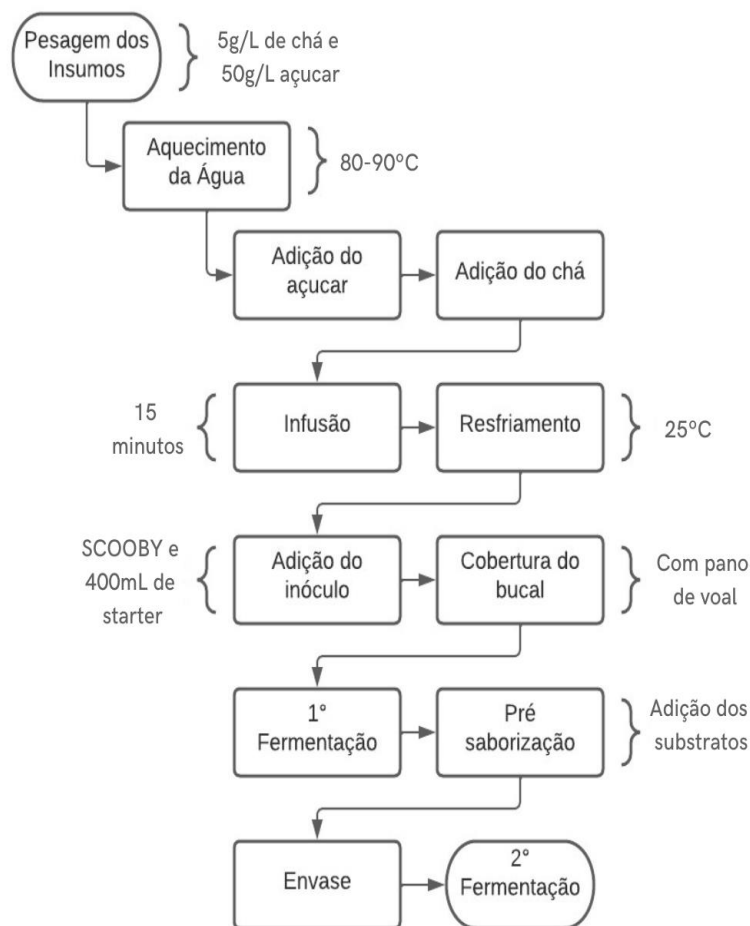 Pesagem dos
Insumos
5g/L de chá e
50g/L açucar
Aquecimento
da Água
80-90ºC
Adição do
açucar
Adição do chá
15
minutos
Infusão
Resfriamento
25ºC
SCOOBY e
400mL de
starter
Adição do
inóculo
Cobertura do
bucal
Com pano
de voal
1°
Fermentação
Pré
saborização
Adição dos
substratos
Envase
2°
Fermentação